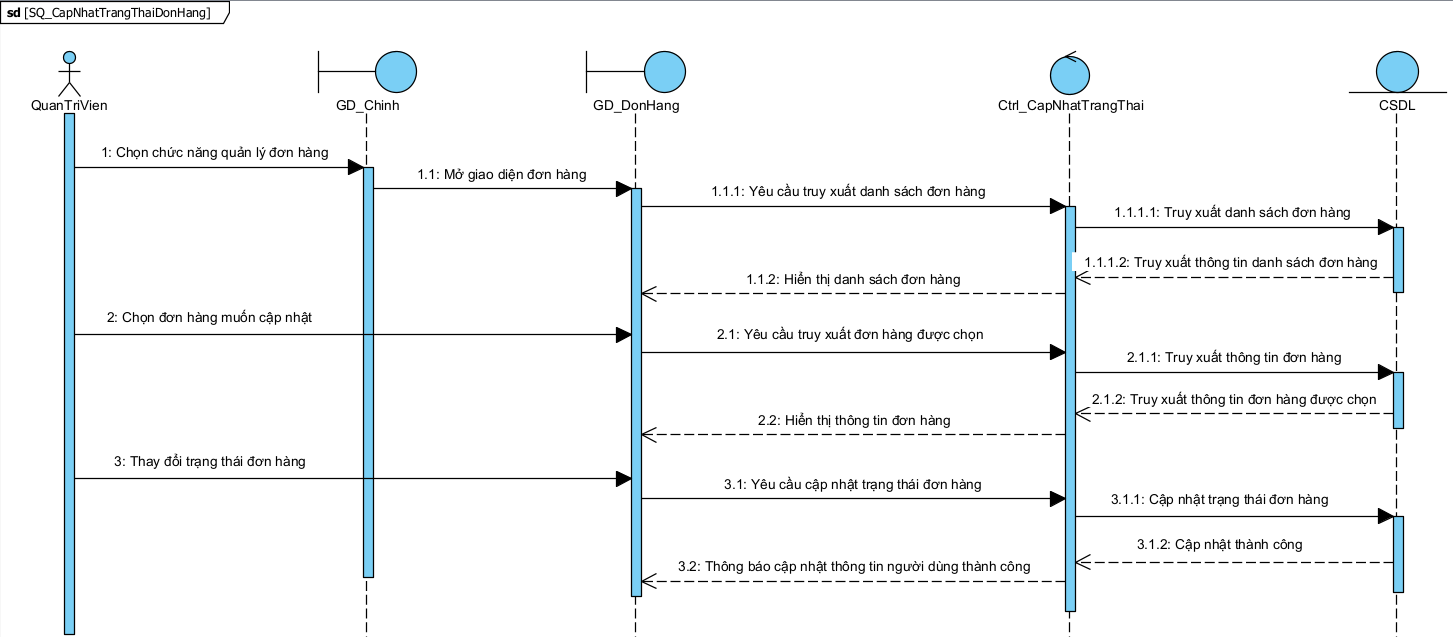 sd [SQ_CapNhatTrangThaiDonHang]
QuanTriVien
GD_Chinh
GD_DonHang
Ctrl_CapNhatTrangThai
CSDL
1: Chọn chức năng quản lý đơn hàng
1.1: Mở giao diện đơn hàng
1.1.1: Yêu cầu truy xuất danh sách đơn hàng
1.1.1.1: Truy xuất danh sách đơn hàng
1.1.1.2: Truy xuất thông tin danh sách đơn hàng
1.1.2: Hiển thị danh sách đơn hàng
2: Chọn đơn hàng muốn cập nhật
2.1: Yêu cầu truy xuất đơn hàng được chọn
2.1.1: Truy xuất thông tin đơn hàng
2.1.2: Truy xuất thông tin đơn hàng được chọn
2.2: Hiển thị thông tin đơn hàng
3: Thay đổi trạng thái đơn hàng
3.1: Yêu cầu cập nhật trạng thái đơn hàng
3.1.1: Cập nhật trạng thái đơn hàng
3.1.2: Cập nhật thành công
3.2: Thông báo cập nhật thông tin người dùng thành công